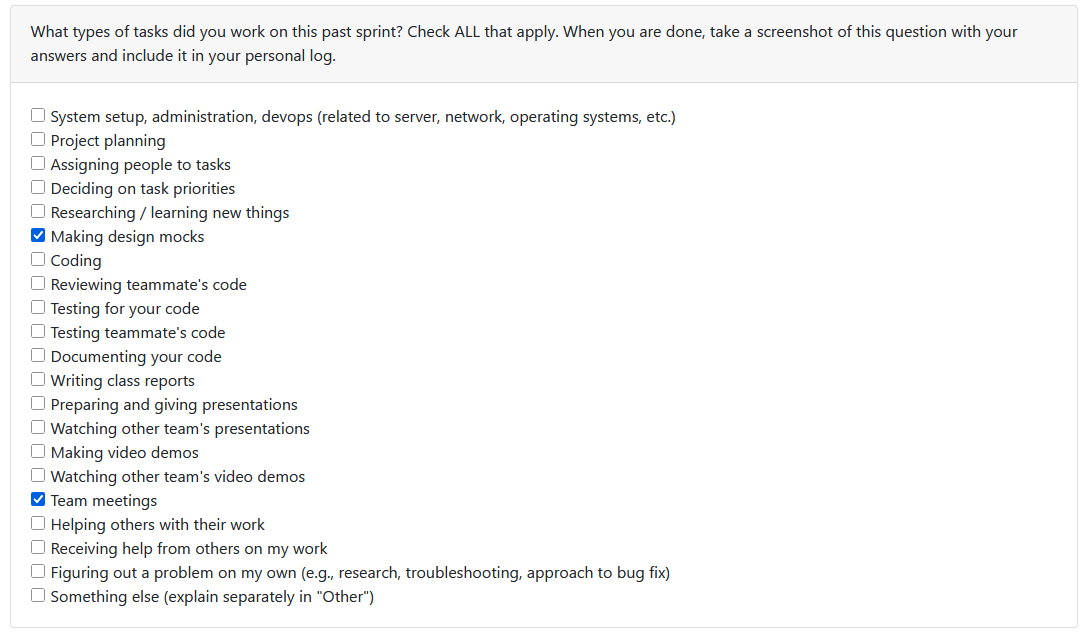 What types of tasks did you work on this past sprint? Check ALL that apply. When you are done, take a screenshot of this question with your
answers and include it in your personal log.
System setup, administration, devops (related to server, network, operating systems, etc.)
Project planning
Assigning people to tasks
Deciding on task priorities
Researching / learning new things
Making design mocks
Coding
Reviewing teammate's code
Testing for your code
Testing teammate's code
Documenting your code
Writing class reports
Preparing and giving presentations
Watching other team's presentations
Making video demos
Watching other team's video demos
Team meetings
Helping others with their work
Receiving help from others on my work
Figuring out a problem on my own (e.g., research, troubleshooting, approach to bug fix)
Something else (explain separately in "Other")